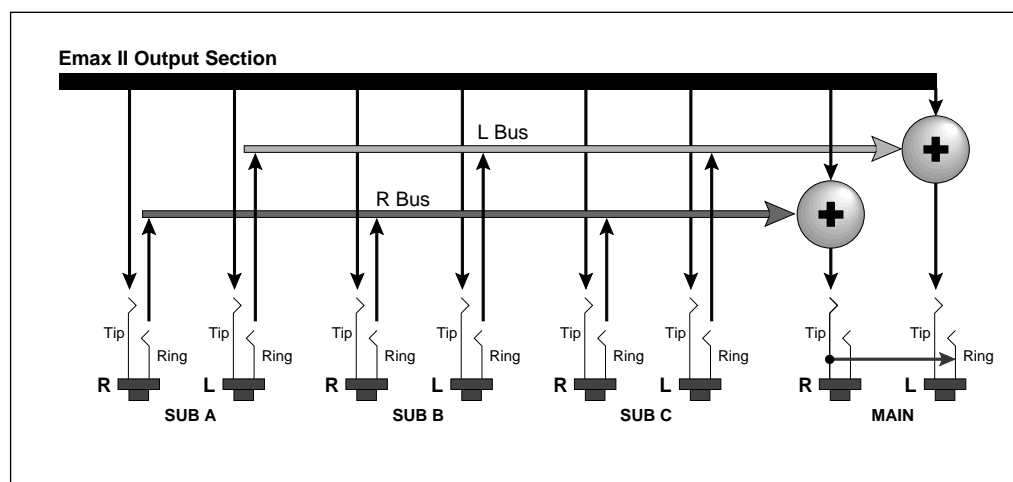 Emax II Output Section
L Bus
R Bus
Tip Ring Tip Ring Tip Ring Tip Ring Tip Ring Tip Ring Tip Ring Tip Ring
R L R L R L R L
SUB A SUB B SUB C MAIN